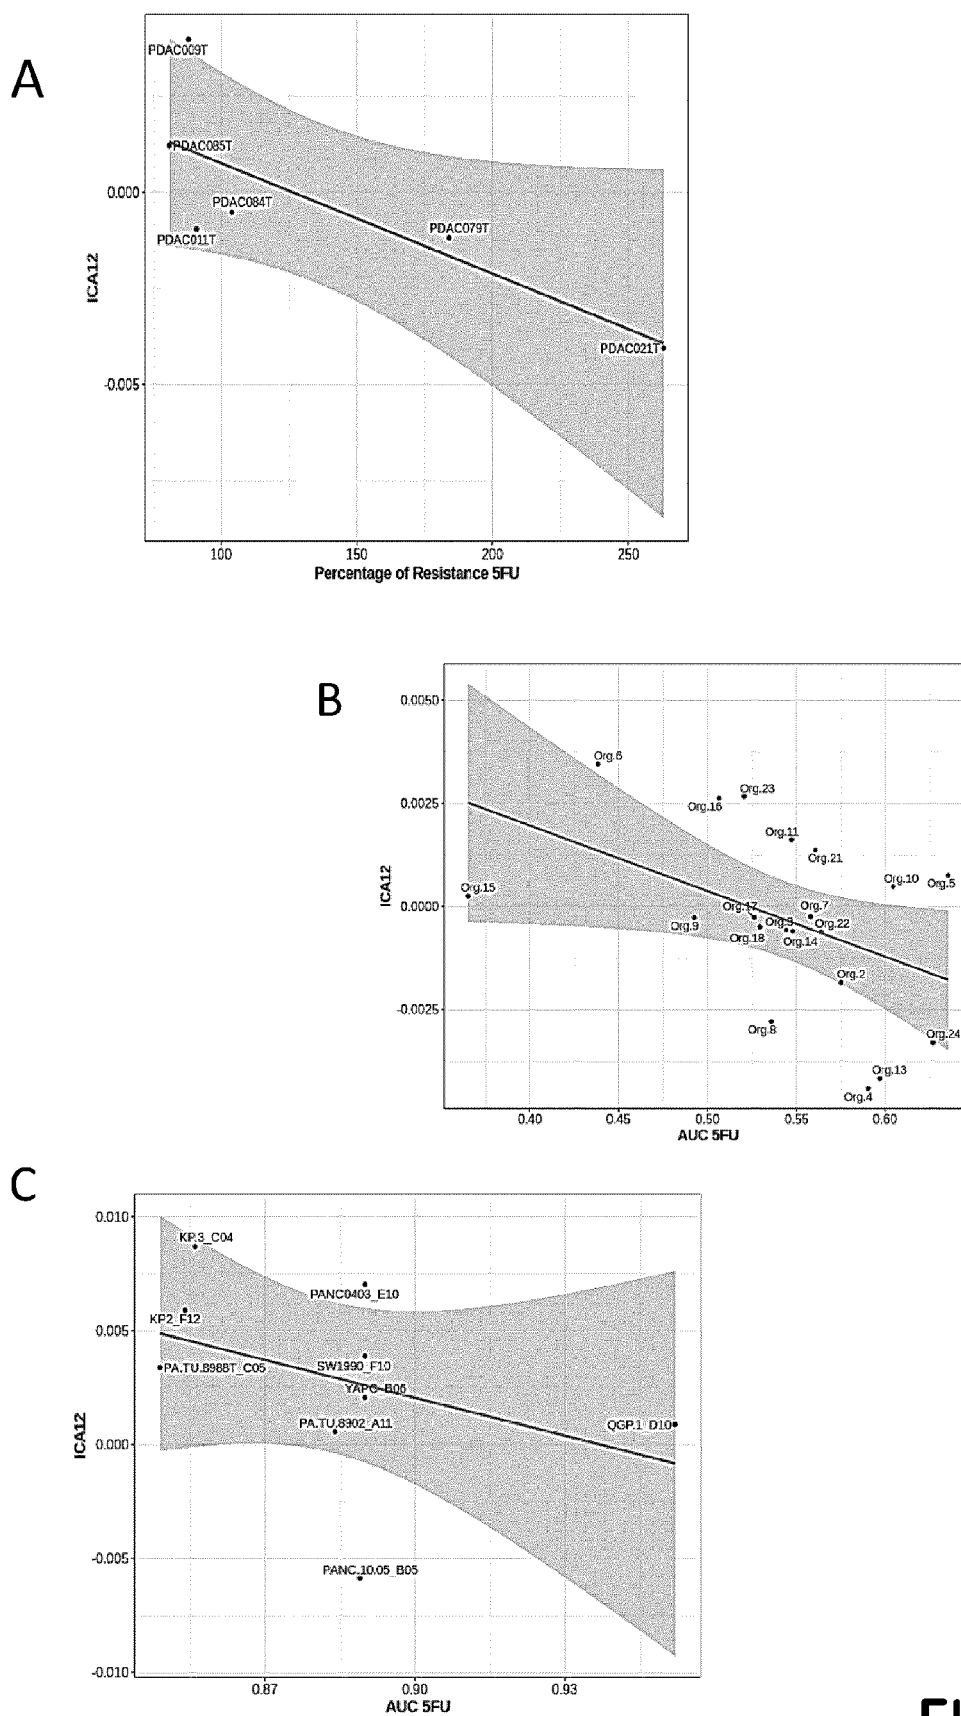 A
PDAC009T
PDAC085T
0.000
PDAC084T
PDAC079T
PDAC011T
ICA12
PDAC021T
-0.005
100 150 200 250
Percentage of Resistance 5FU
B
0.0050
Org.6
Org.23
0.0025
Org.16
Org.11
Org.21
ICA12
Org.10
Org.5
Org.15
0.0000
Org.17
Org.7
Org.9
Org.3
Org.22
Org.18
Org.14
Org.2
-0.0025
Org.8
Org.24
Org.13
Org.4
0.40 0.45 0.50 0.55 0.60
AUC 5FU
C
0.010
KP.3_C04
PANC0403_E10
KP2_F12
0.005
PA.TU.8988T_C05
SW1990_F10
YAPC_B05
PA.TU.8902_A11
QGP.1_D10
ICA12
0.000
-0.005
PANC.10.05_B05
-0.010
0.87 0.90 0.93
AUC 5FU